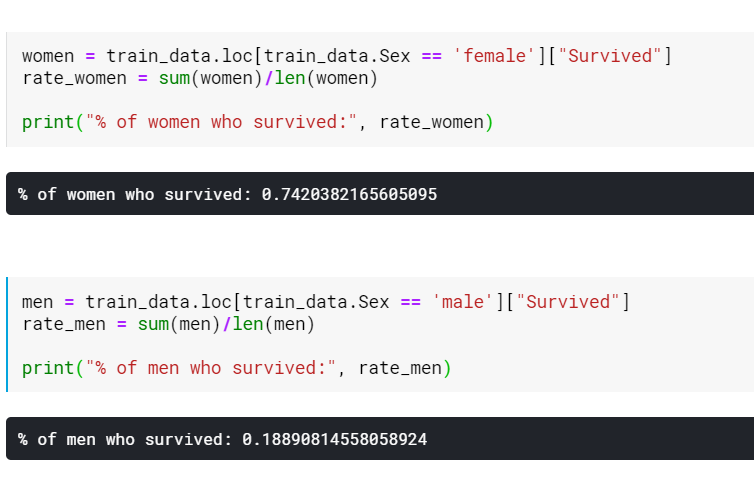 women = train_data.loc[train_data.Sex == 'female']["Survived"]
rate_women = sum(women)/len(women)
print("% of women who survived:", rate_women)
% of women who survived: 0.7420382165605095
men = train_data.loc[train_data.Sex == 'male']["Survived"]
rate_men = sum(men)/len(men)
print("% of men who survived:", rate_men)
% of men who survived: 0.18890814558058924